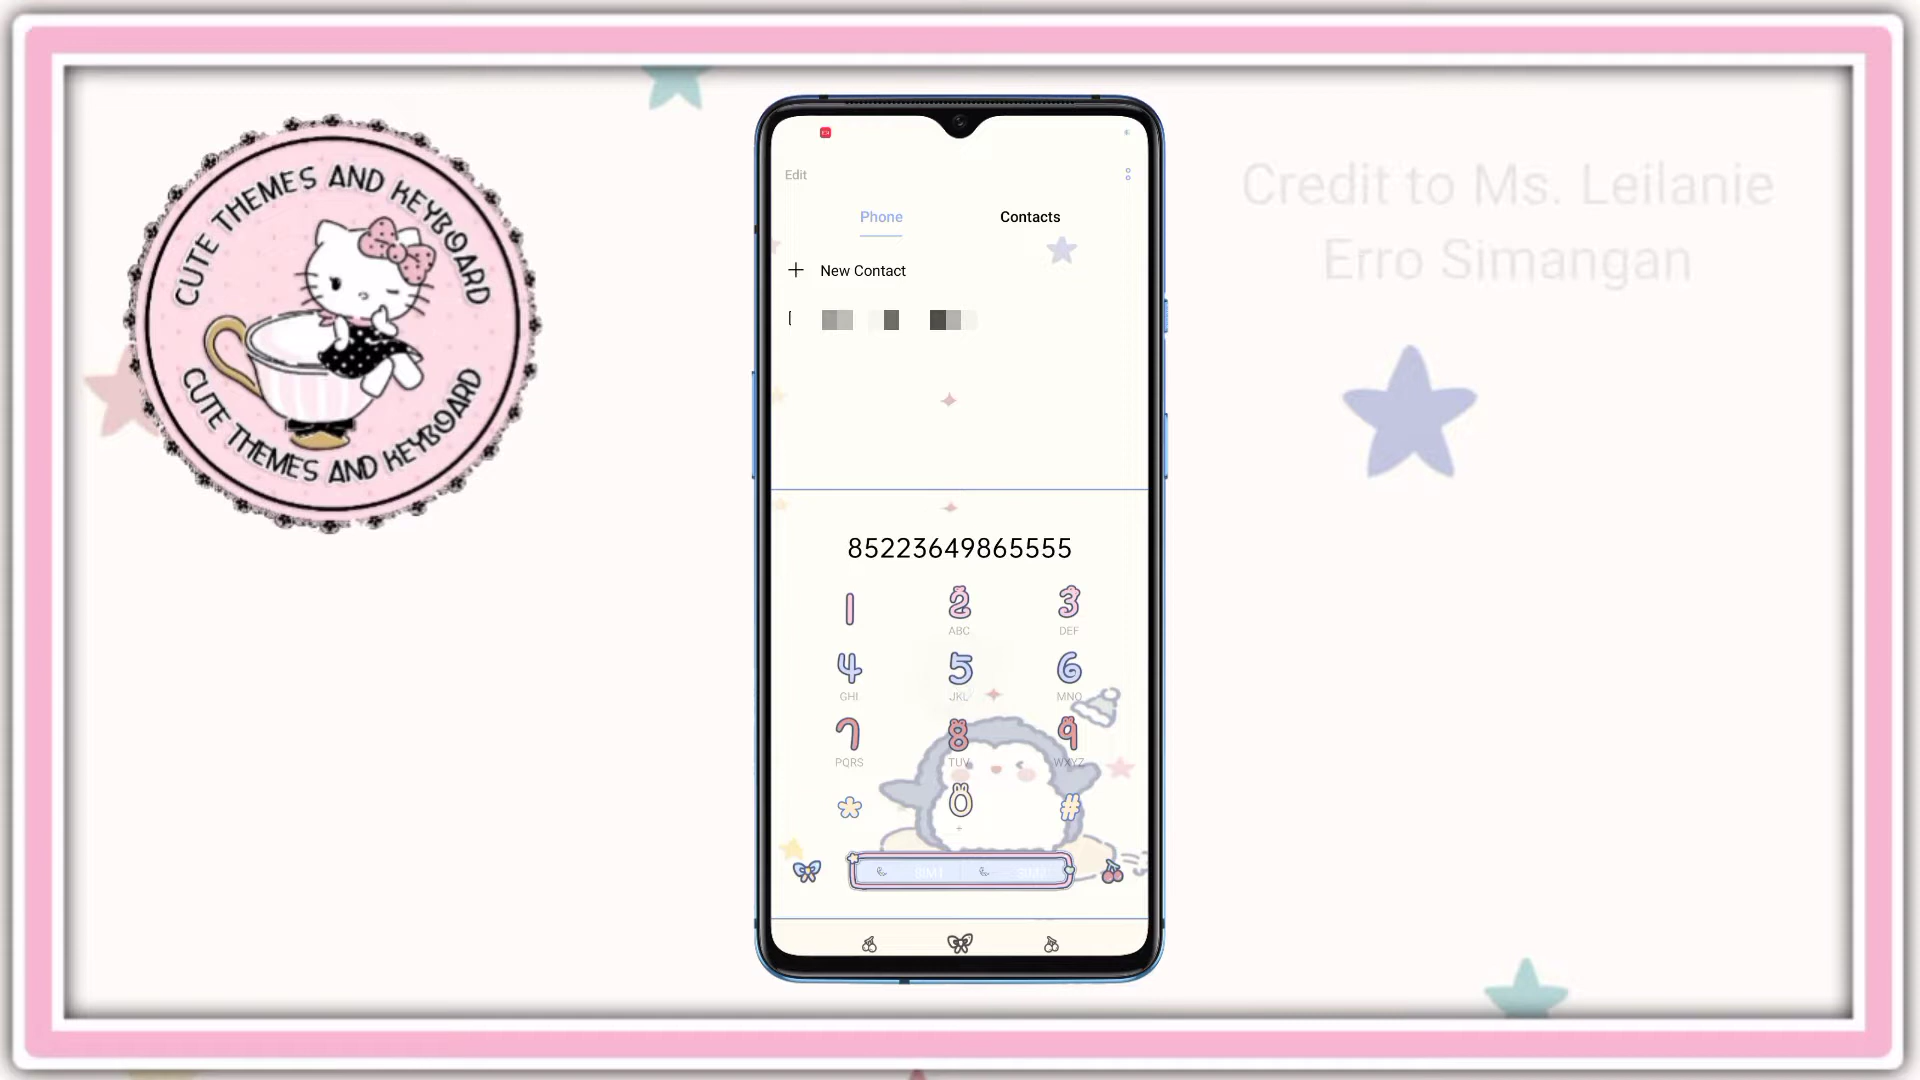 CUTE THEMES AND KEYBOARD
CUTE THEMES AND KEYBOARD
Credit to Ms. Leilanie
Erro Simangan
Edit
Phone Contacts
+ New Contact
85223649865555
1 2 3
ABC DEF
4 5 6
GHI JKL MNO
7 8 9
PQRS TUV WXYZ
* 0 #
+
SIM1 SIM2